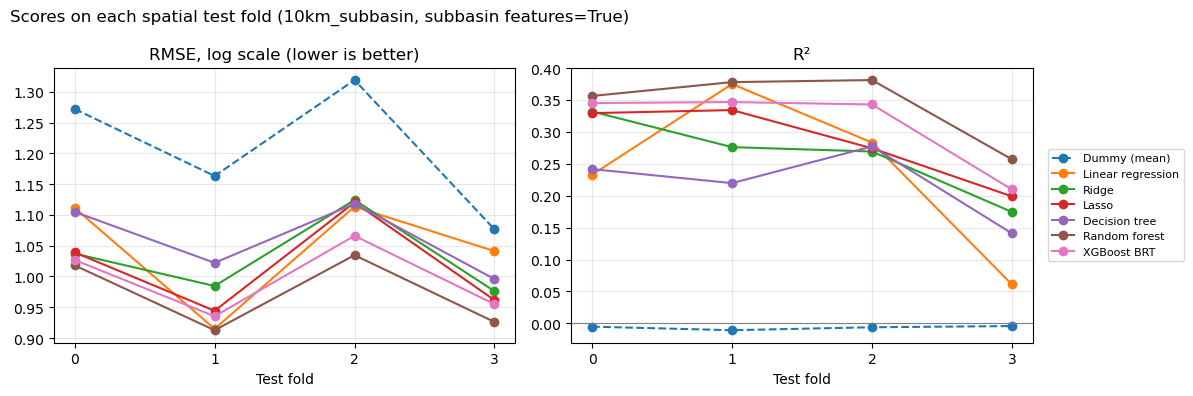 Scores on each spatial test fold (10km_subbasin, subbasin features=True)
RMSE, log scale (lower is better)
1.30
1.25
1.20
1.15
1.10
1.05
1.00
0.95
0.90
0
1
2
3
Test fold
R²
0.40
0.35
0.30
0.25
0.20
0.15
0.10
0.05
0.00
0
1
2
3
Test fold
Dummy (mean)
Linear regression
Ridge
Lasso
Decision tree
Random forest
XGBoost BRT